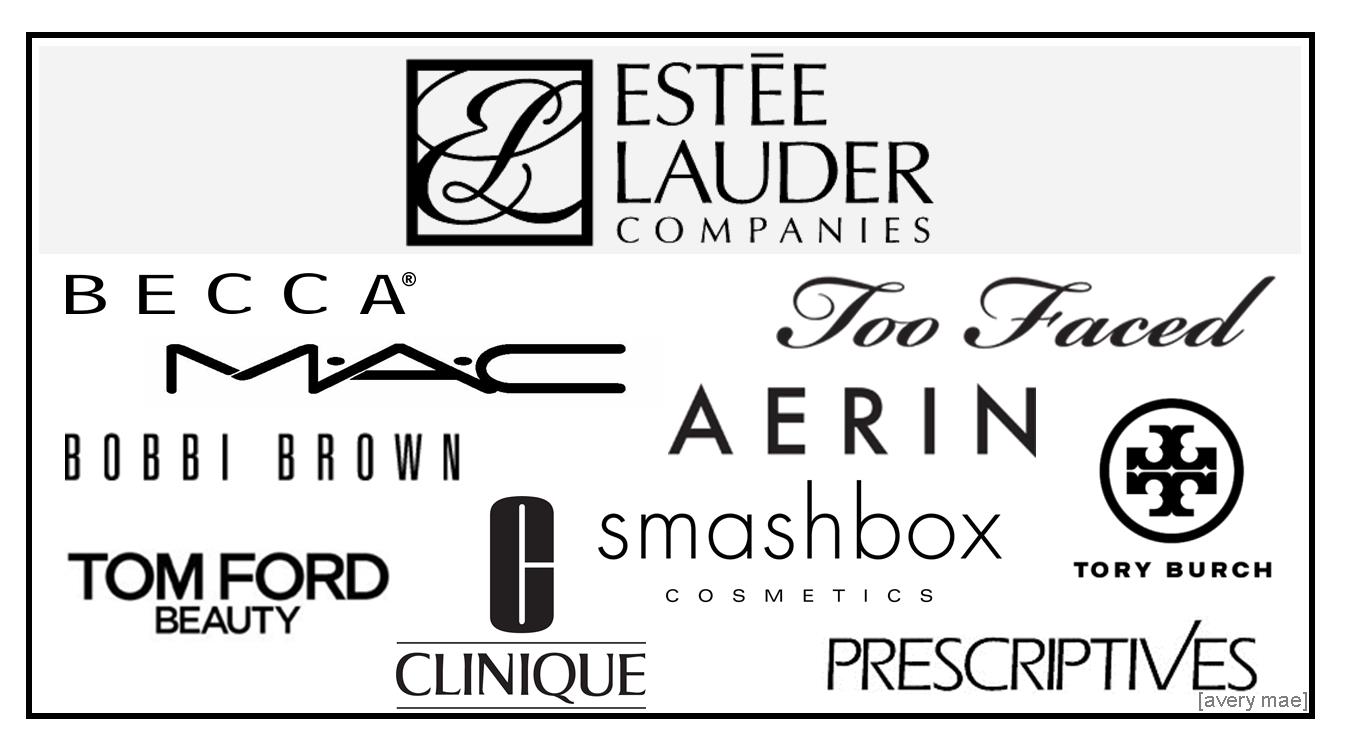 ESTĒE
LAUDER
COMPANIES
BECCA®
Too Faced
M·A·C
AERIN
BOBBI BROWN
smashbox
COSMETICS
TORY BURCH
TOM FORD
BEAUTY
CLINIQUE
PRESCRIPTIVES
[avery mae]